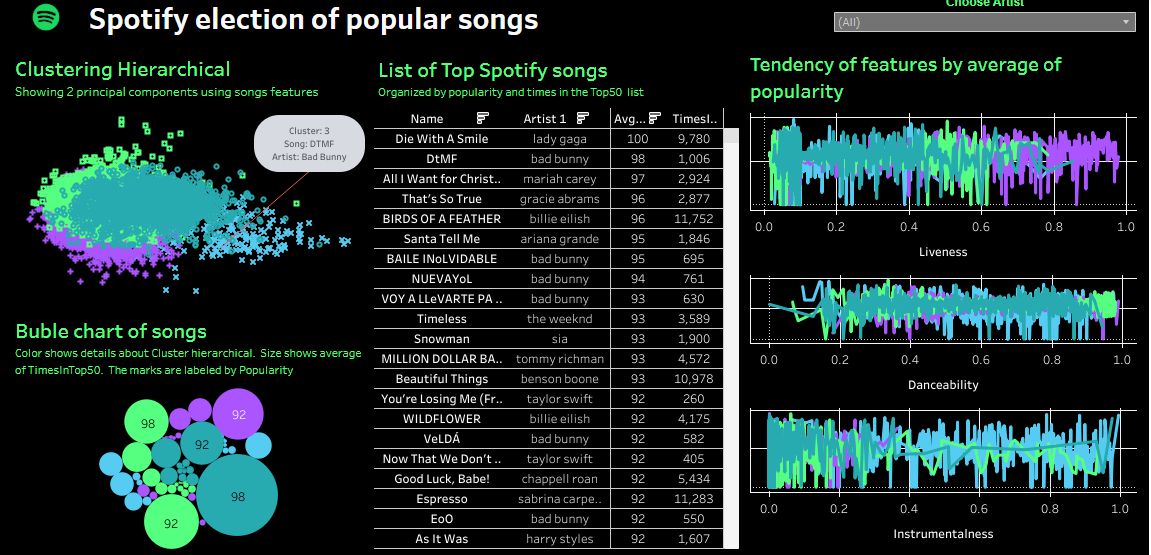 Spotify election of popular songs
Choose Artist
(All)
Clustering Hierarchical
Showing 2 principal components using songs features
Cluster: 3
Song: DTMF
Artist: Bad Bunny
Buble chart of songs
Color shows details about Cluster hierarchical. Size shows average
of TimesInTop50. The marks are labeled by Popularity
98
92
92
98
92
List of Top Spotify songs
Organized by popularity and times in the Top50 list
Name Artist 1 Avg... TimesI..
Die With A Smile lady gaga 100 9,780
DtMF bad bunny 98 1,006
All I Want for Christ.. mariah carey 97 2,924
That's So True gracie abrams 96 2,877
BIRDS OF A FEATHER billie eilish 96 11,752
Santa Tell Me ariana grande 95 1,846
BAILE INoLVIDABLE bad bunny 95 695
NUEVAYoL bad bunny 94 761
VOY A LLeVARTE PA .. bad bunny 93 630
Timeless the weeknd 93 3,589
Snowman sia 93 1,900
MILLION DOLLAR BA.. tommy richman 93 4,572
Beautiful Things benson boone 93 10,978
You're Losing Me (Fr.. taylor swift 92 260
WILDFLOWER billie eilish 92 4,175
VeLDÁ bad bunny 92 582
Now That We Don't .. taylor swift 92 405
Good Luck, Babe! chappell roan 92 5,434
Espresso sabrina carpe.. 92 11,283
EoO bad bunny 92 550
As It Was harry styles 92 1,607
Tendency of features by average of
popularity
0.0 0.2 0.4 0.6 0.8 1.0
Liveness
0.0 0.2 0.4 0.6 0.8 1.0
Danceability
0.0 0.2 0.4 0.6 0.8 1.0
Instrumentalness